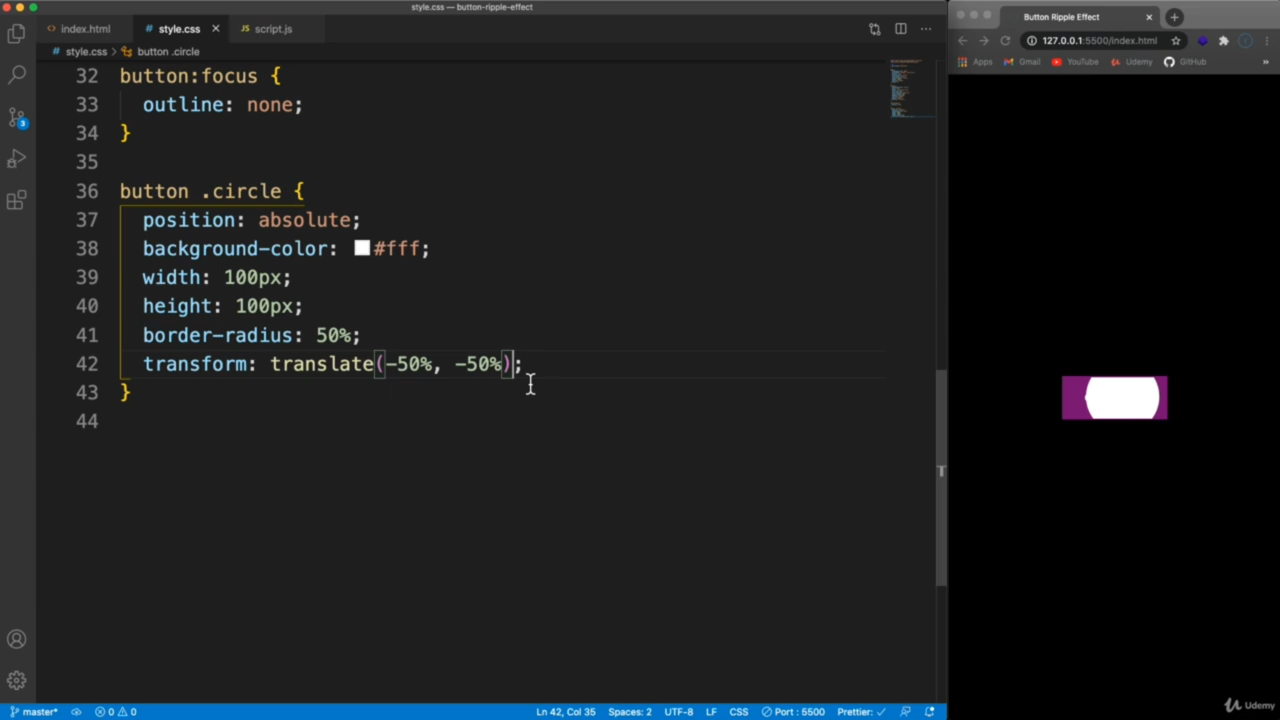 style.css — button-ripple-effect
index.html
style.css
script.js
style.css > button .circle
32 button:focus {
33 outline: none;
34 }
35
36 button .circle {
37 position: absolute;
38 background-color: #fff;
39 width: 100px;
40 height: 100px;
41 border-radius: 50%;
42 transform: translate(-50%, -50%);
43 }
44
3
master*
0 0
Ln 42, Col 35
Spaces: 2
UTF-8
LF
CSS
Port : 5500
Prettier: ✓
Button Ripple Effect
127.0.0.1:5500/index.html
Apps
Gmail
YouTube
Udemy
GitHub
»
T
Udemy